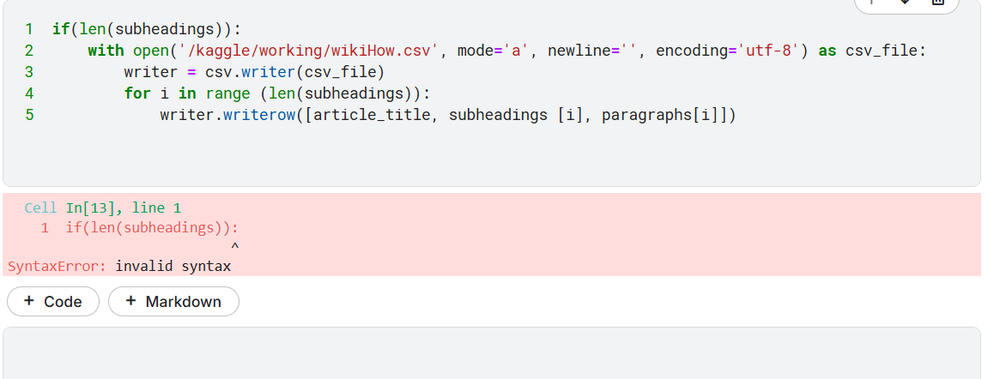 1 if(len(subheadings)):
2     with open('/kaggle/working/wikiHow.csv', mode='a', newline='', encoding='utf-8') as csv_file:
3         writer = csv.writer(csv_file)
4         for i in range (len(subheadings)):
5             writer.writerow([article_title, subheadings [i], paragraphs[i]])
Cell In[13], line 1
1 if(len(subheadings)):
^
SyntaxError: invalid syntax
+ Code + Markdown